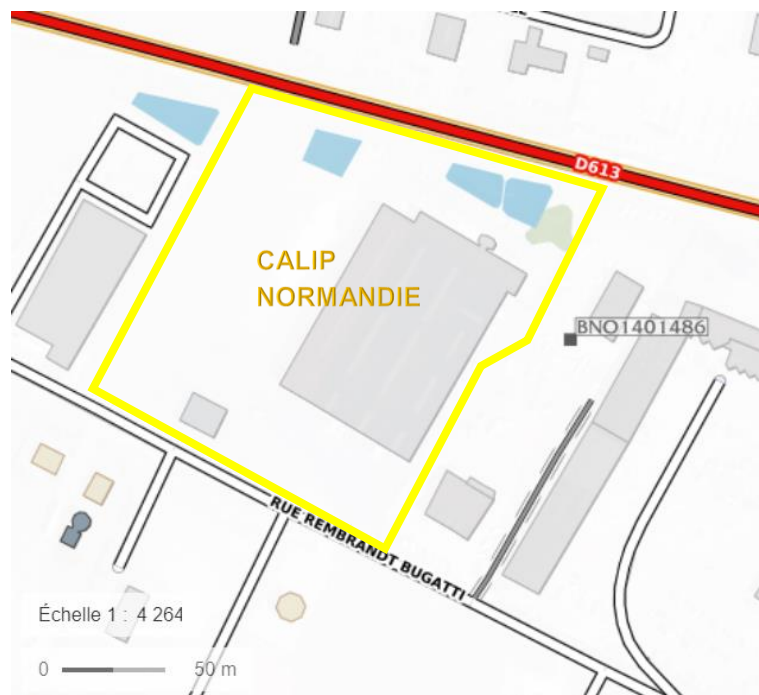 D613
CALIP
NORMANDIE
BNO1401486
RUE REMBRANDT BUGATTI
Échelle 1 : 4 264
0 50 m